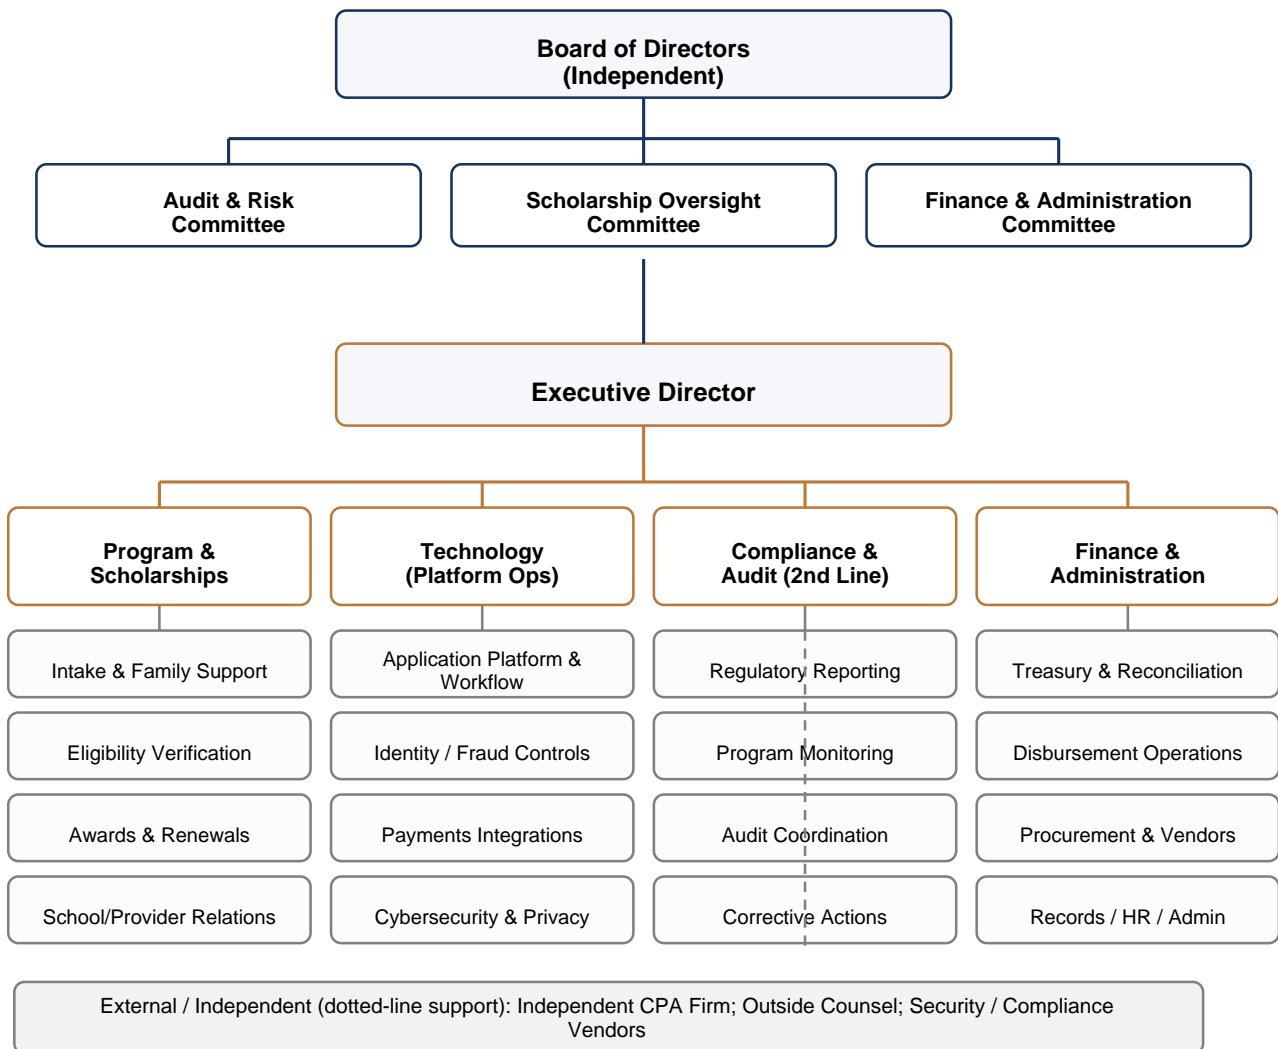 Board of Directors
(Independent)
Audit & Risk
Committee
Scholarship Oversight
Committee
Finance & Administration
Committee
Executive Director
Program &
Scholarships
Technology
(Platform Ops)
Compliance &
Audit (2nd Line)
Finance &
Administration
Intake & Family Support
Application Platform &
Workflow
Regulatory Reporting
Treasury & Reconciliation
Eligibility Verification
Identity / Fraud Controls
Program Monitoring
Disbursement Operations
Awards & Renewals
Payments Integrations
Audit Coordination
Procurement & Vendors
School/Provider Relations
Cybersecurity & Privacy
Corrective Actions
Records / HR / Admin
External / Independent (dotted-line support): Independent CPA Firm; Outside Counsel; Security / Compliance
Vendors